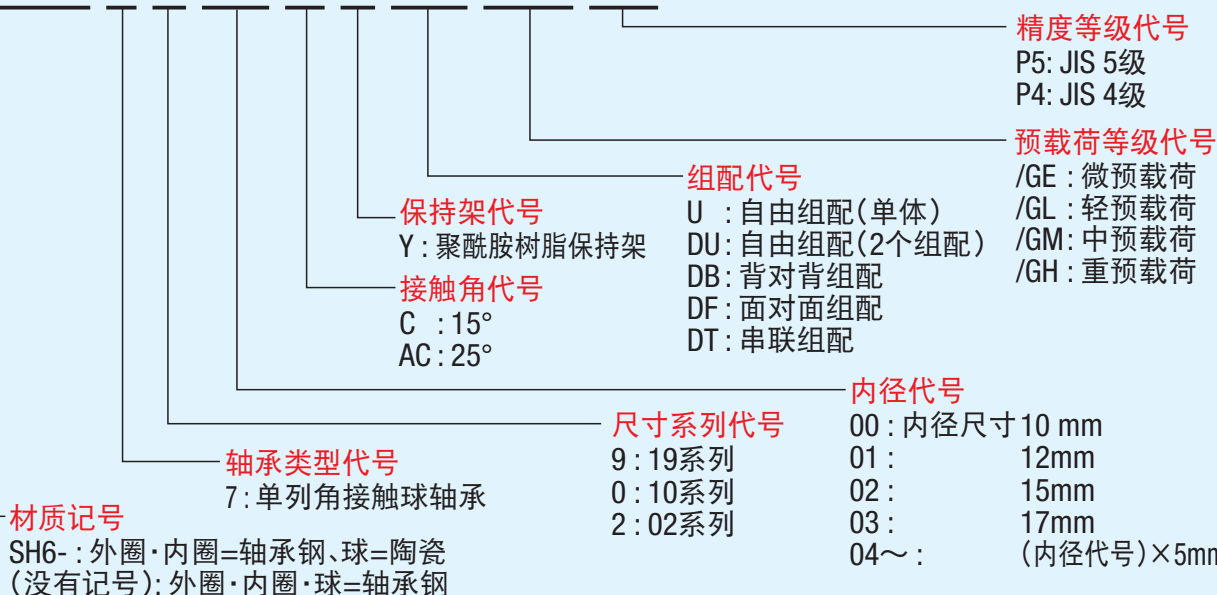 精度等级代号
P5: JIS 5级
P4: JIS 4级
预载荷等级代号
/GE : 微预载荷
/GL : 轻预载荷
/GM : 中预载荷
/GH : 重预载荷
组配代号
U : 自由组配(单体)
DU : 自由组配(2个组配)
DB : 背对背组配
DF : 面对面组配
DT : 串联组配
保持架代号
Y : 聚酰胺树脂保持架
接触角代号
C : 15°
AC : 25°
内径代号
00 : 内径尺寸10 mm
01 : 12mm
02 : 15mm
03 : 17mm
04～ : (内径代号)×5mm
尺寸系列代号
9 : 19系列
0 : 10系列
2 : 02系列
轴承类型代号
7 : 单列角接触球轴承
材质记号
SH6- : 外圈·内圈=轴承钢、球=陶瓷
(没有记号): 外圈·内圈·球=轴承钢